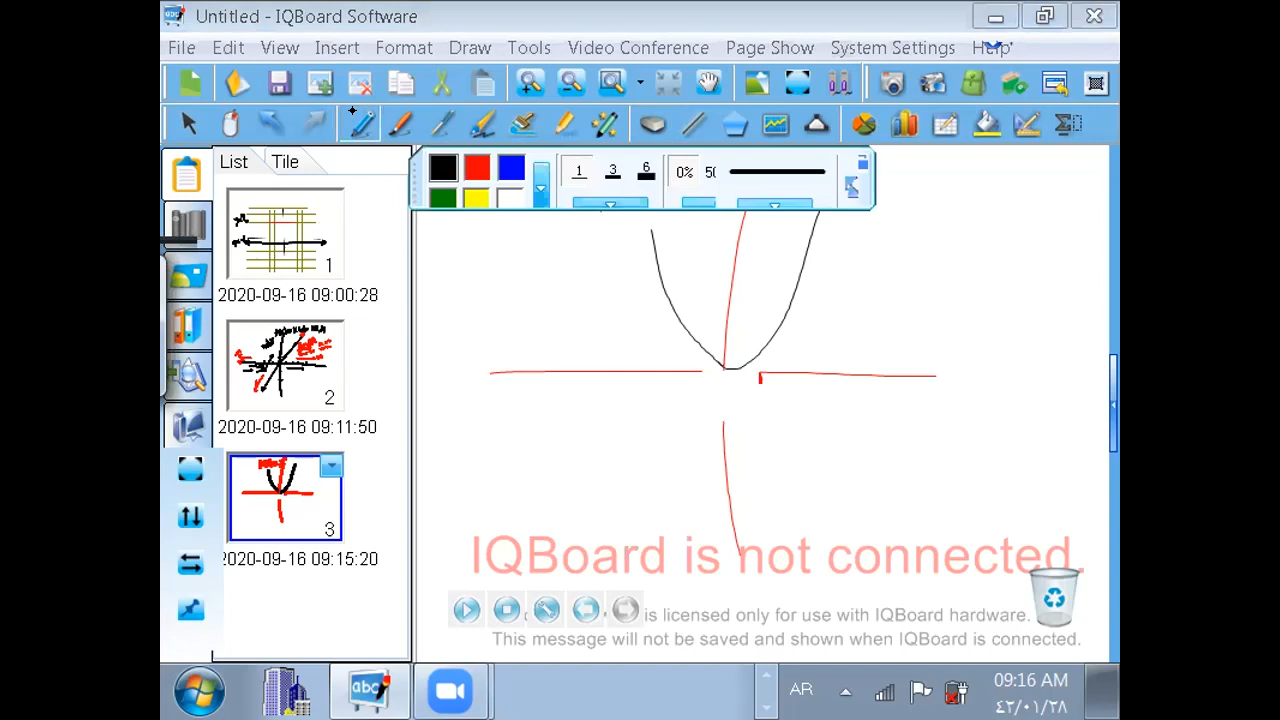 Untitled - IQBoard Software
File Edit View Insert Format Draw Tools Video Conference Page Show System Settings Help
List Tile
1 3 6 0% 50
1
2020-09-16 09:00:28
2
2020-09-16 09:11:50
3
2020-09-16 09:15:20
IQBoard is not connected.
is licensed only for use with IQBoard hardware.
This message will not be saved and shown when IQBoard is connected.
abc
AR
09:16 AM
٤٢/٠١/٢٨